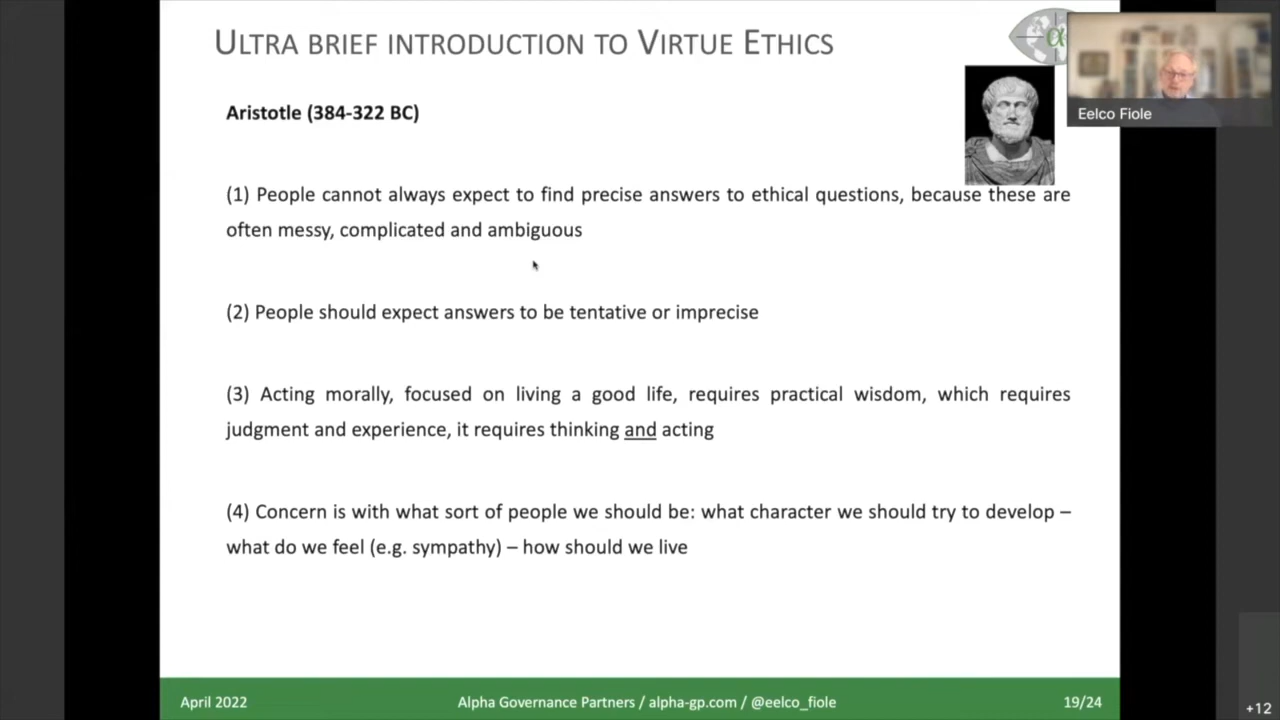 ULTRA BRIEF INTRODUCTION TO VIRTUE ETHICS
α
Eelco Fiole
Aristotle (384-322 BC)
(1) People cannot always expect to find precise answers to ethical questions, because these are
often messy, complicated and ambiguous
(2) People should expect answers to be tentative or imprecise
(3) Acting morally, focused on living a good life, requires practical wisdom, which requires
judgment and experience, it requires thinking and acting
(4) Concern is with what sort of people we should be: what character we should try to develop –
what do we feel (e.g. sympathy) – how should we live
April 2022
Alpha Governance Partners / alpha-gp.com / @eelco_fiole
19/24
+12